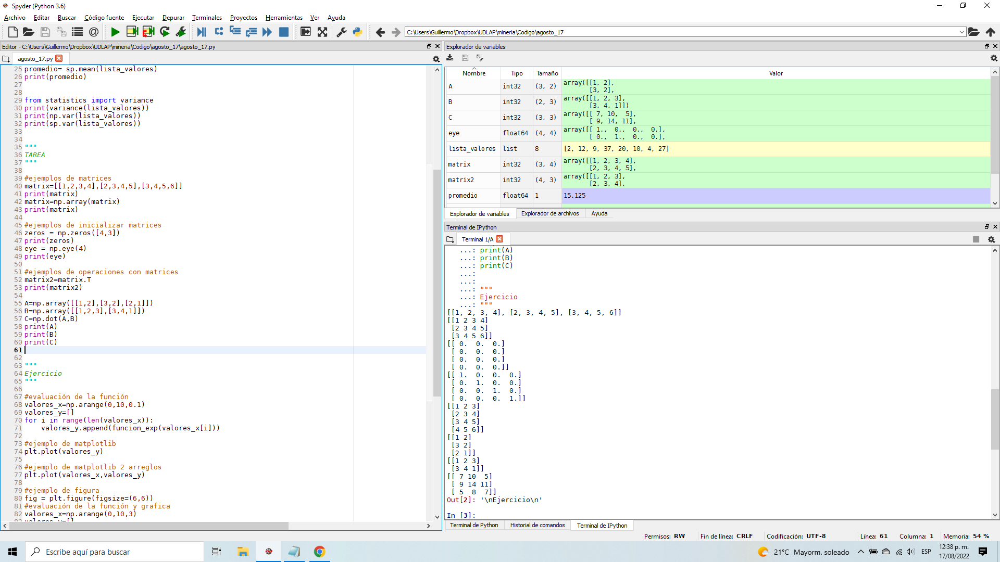 Spyder (Python 3.6)
Archivo Editar Buscar Código fuente Ejecutar Depurar Terminales Proyectos Herramientas Ver Ayuda
C:\Users\Guillermo\Dropbox\UDLAP\mineria\Codigo\agosto_17
Editor - C:\Users\Guillermo\Dropbox\UDLAP\mineria\Codigo\agosto_17\agosto_17.py
agosto_17.py
25 promedio= sp.mean(lista_valores)
26 print(promedio)
27
28
29 from statistics import variance
30 print(variance(lista_valores))
31 print(np.var(lista_valores))
32 print(sp.var(lista_valores))
33
34
35 """
36 TAREA
37 """
38
39 #ejemplos de matrices
40 matrix=[[1,2,3,4],[2,3,4,5],[3,4,5,6]]
41 print(matrix)
42 matrix=np.array(matrix)
43 print(matrix)
44
45 #ejemplos de inicializar matrices
46 zeros = np.zeros([4,3])
47 print(zeros)
48 eye = np.eye(4)
49 print(eye)
50
51 #ejemplos de operaciones con matrices
52 matrix2=matrix.T
53 print(matrix2)
54
55 A=np.array([[1,2],[3,2],[2,1]])
56 B=np.array([[1,2,3],[3,4,1]])
57 C=np.dot(A,B)
58 print(A)
59 print(B)
60 print(C)
61
62
63 """
64 Ejercicio
65 """
66
67 #evaluación de la función
68 valores_x=np.arange(0,10,0.1)
69 valores_y=[]
70 for i in range(len(valores_x)):
71     valores_y.append(funcion_exp(valores_x[i]))
72
73 #ejemplo de matplotlib
74 plt.plot(valores_y)
75
76 #ejemplo de matplotlib 2 arreglos
77 plt.plot(valores_x,valores_y)
78
79 #ejemplo de figura
80 fig = plt.figure(figsize=(6,6))
81 #evaluación de la función y grafica
82 valores_x=np.arange(0,10,3)
83 valores_y=[]
Explorador de variables
Nombre Tipo Tamaño Valor
A int32 (3, 2) array([[1, 2],
[3, 2],
B int32 (2, 3) array([[1, 2, 3],
[3, 4, 1]])
C int32 (3, 3) array([[ 7, 10,  5],
[ 9, 14, 11],
eye float64 (4, 4) array([[ 1.,  0.,  0.,  0.],
[ 0.,  1.,  0.,  0.],
lista_valores list 8 [2, 12, 9, 37, 20, 10, 4, 27]
matrix int32 (3, 4) array([[1, 2, 3, 4],
[2, 3, 4, 5],
matrix2 int32 (4, 3) array([[1, 2, 3],
[2, 3, 4],
promedio float64 1 15.125
Explorador de variables Explorador de archivos Ayuda
Terminal de IPython
Terminal 1/A
...: print(A)
...: print(B)
...: print(C)
...:
...:
...: """
...: Ejercicio
...: """
[[1, 2, 3, 4], [2, 3, 4, 5], [3, 4, 5, 6]]
[[1 2 3 4]
[2 3 4 5]
[3 4 5 6]]
[[ 0.  0.  0.]
[ 0.  0.  0.]
[ 0.  0.  0.]
[ 0.  0.  0.]]
[[ 1.  0.  0.  0.]
[ 0.  1.  0.  0.]
[ 0.  0.  1.  0.]
[ 0.  0.  0.  1.]]
[[1 2 3]
[2 3 4]
[3 4 5]
[4 5 6]]
[[1 2]
[3 2]
[2 1]]
[[1 2 3]
[3 4 1]]
[[ 7 10  5]
[ 9 14 11]
[ 5  8  7]]
Out[2]: '\nEjercicio\n'
In [3]:
Terminal de Python Historial de comandos Terminal de IPython
Permisos: RW Fin de línea: CRLF Codificación: UTF-8 Línea: 61 Columna: 1 Memoria: 54 %
Escribe aquí para buscar
21°C Mayorm. soleado
ESP
12:38 p. m.
17/08/2022